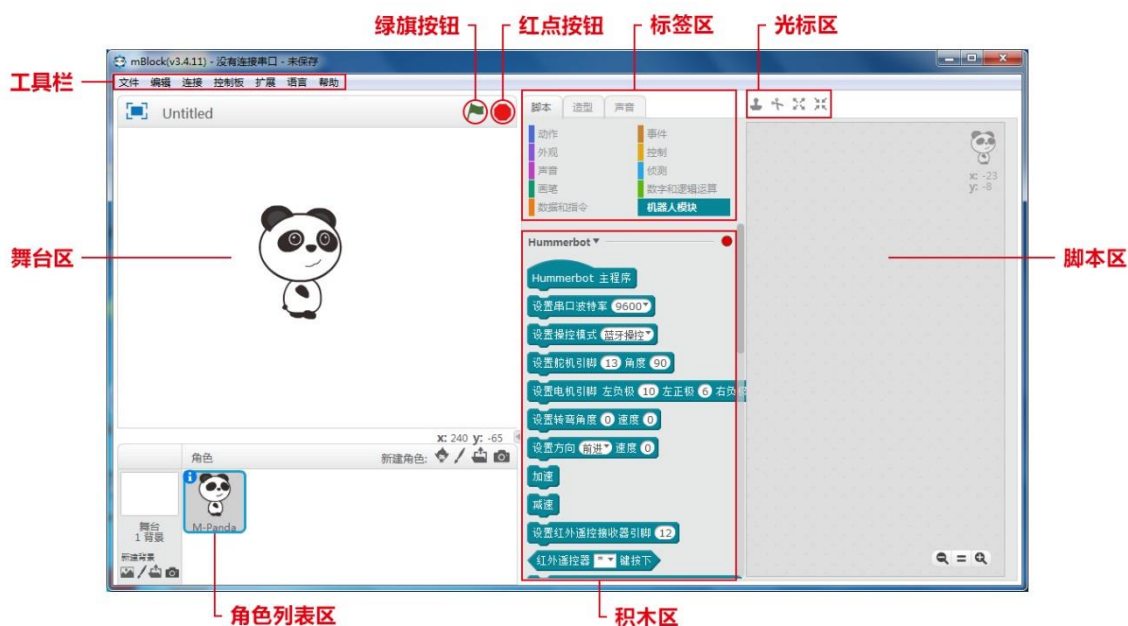 绿旗按钮
红点按钮
标签区
光标区
工具栏
mBlock(v3.4.11) - 没有连接串口 - 未保存
文件 编辑 连接 控制板 扩展 语言 帮助
Untitled
脚本 造型 声音
动作 事件
外观 控制
声音 侦测
画笔 数字和逻辑运算
数据和指令 机器人模块
x: -23
y: -8
舞台区
脚本区
Hummerbot
Hummerbot 主程序
设置串口波特率 9600
设置操控模式 蓝牙操控
设置舵机引脚 13 角度 90
设置电机引脚 左负极 10 左正极 6 右负极
设置转弯角度 0 速度 0
设置方向 前进 速度 0
加速
减速
设置红外遥控接收器引脚 12
红外遥控器 = 键按下
x: 240 y: -65
角色 新建角色:
舞台
1 背景
M-Panda
新建背景
角色列表区
积木区